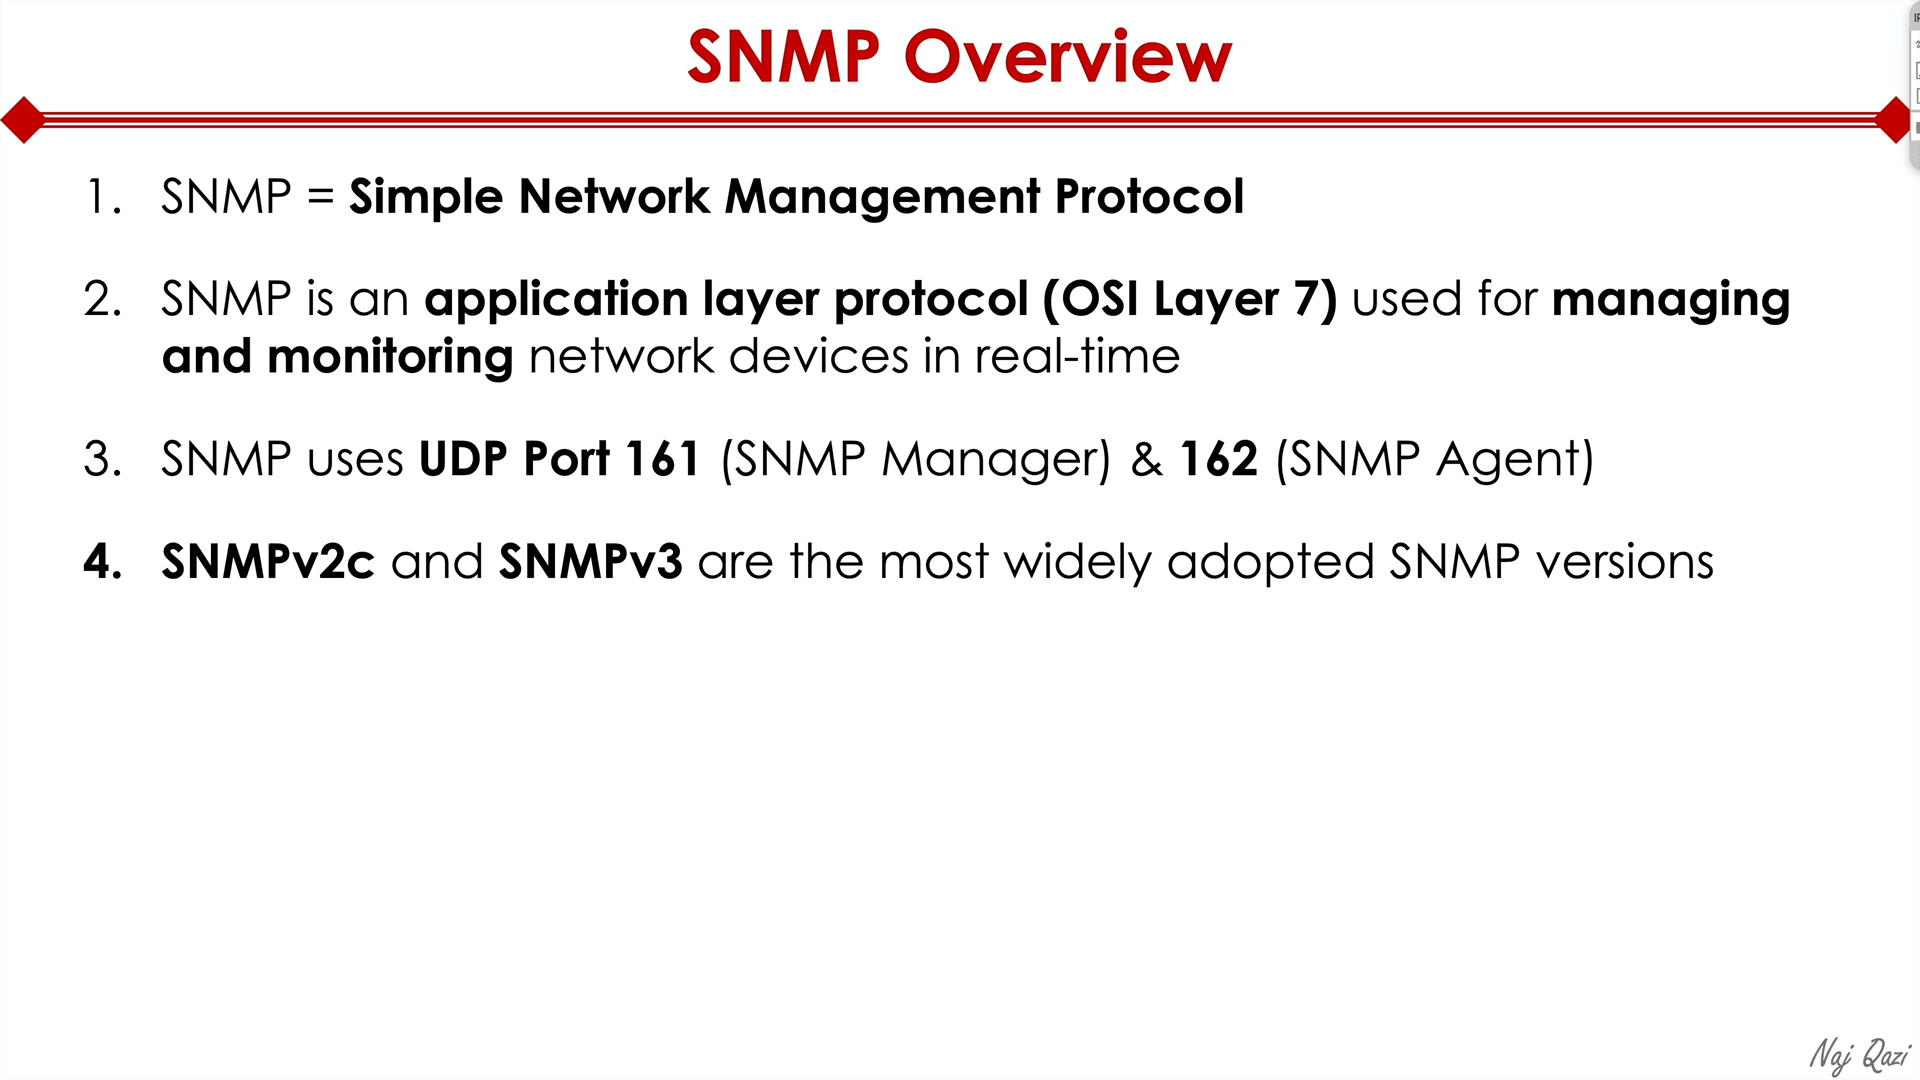 SNMP Overview
1. SNMP = Simple Network Management Protocol
2. SNMP is an application layer protocol (OSI Layer 7) used for managing
and monitoring network devices in real-time
3. SNMP uses UDP Port 161 (SNMP Manager) & 162 (SNMP Agent)
4. SNMPv2c and SNMPv3 are the most widely adopted SNMP versions
Naj Qazi